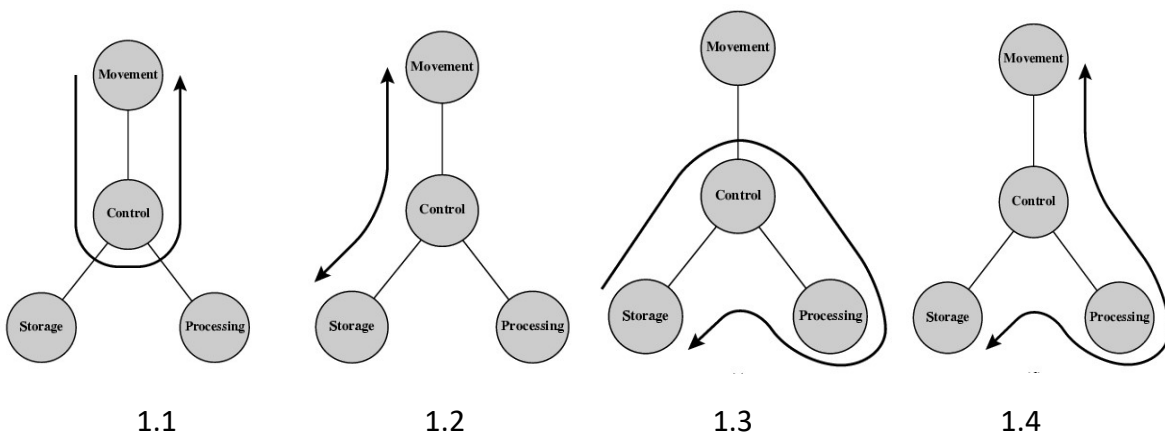 Movement
Control
Storage
Processing
1.1
Movement
Control
Storage
Processing
1.2
Movement
Control
Storage
Processing
1.3
Movement
Control
Storage
Processing
1.4